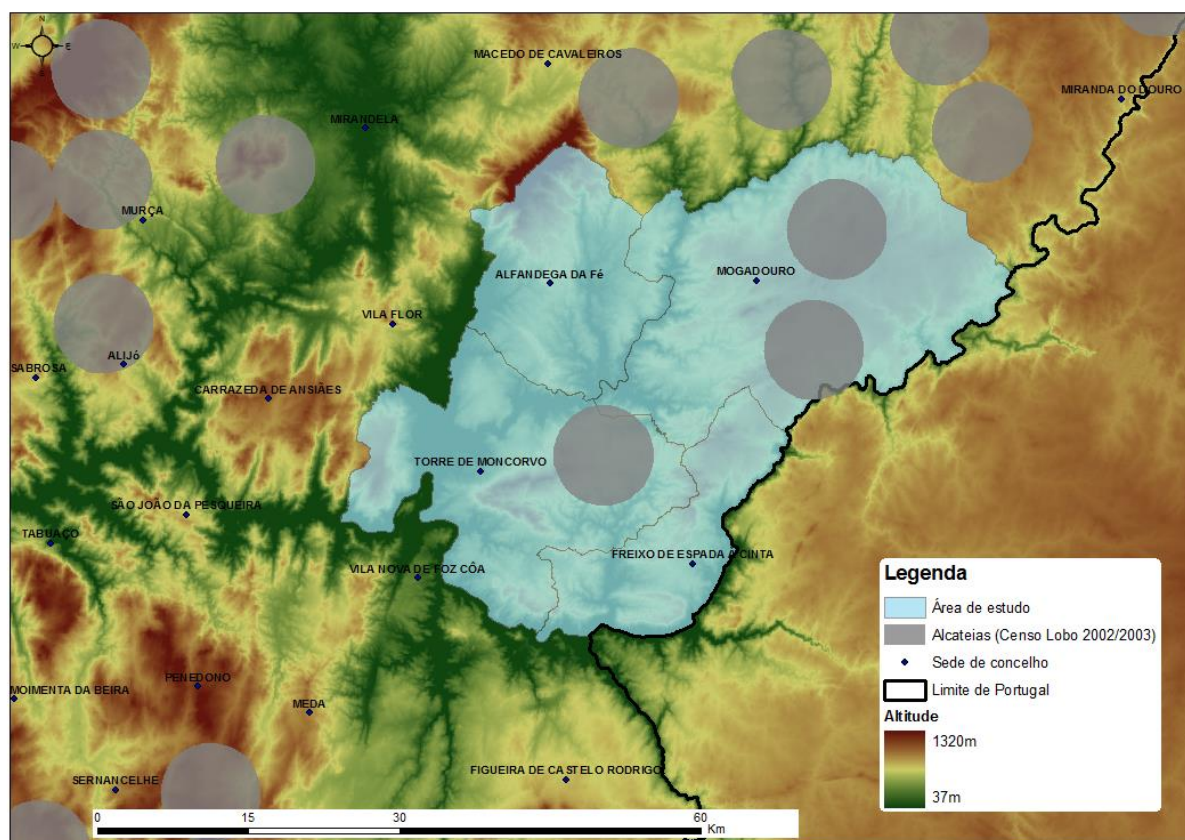 N
W E
MACEDO DE CAVALEIROS
MIRANDA DO DOURO
MIRANDELA
MURÇA
ALFANDEGA DA Fé
MOGADOURO
VILA FLOR
ALIJó
SABROSA
CARRAZEDA DE ANSIÃES
TORRE DE MONCORVO
SÃO JOÃO DA PESQUEIRA
TABUAÇO
FREIXO DE ESPADA A CINTA
VILA NOVA DE FOZ CÔA
PENEDONO
MOIMENTA DA BEIRA
MEDA
SERNANCELHE
FIGUEIRA DE CASTELO RODRIGO
Legenda
Área de estudo
Alcateias (Censo Lobo 2002/2003)
Sede de concelho
Limite de Portugal
Altitude
1320m
37m
0 15 30 60
Km